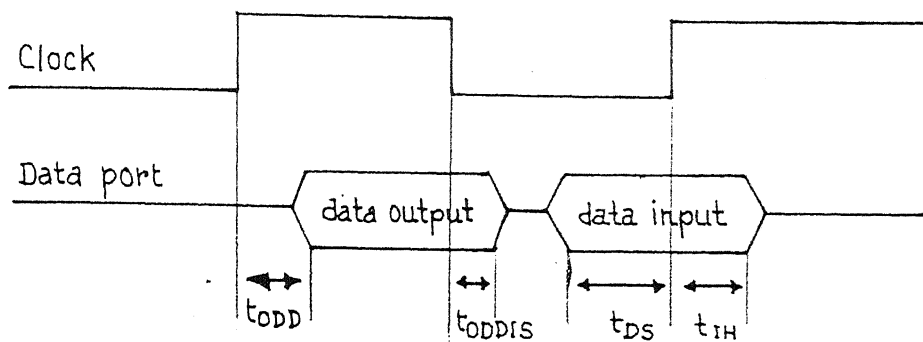 Clock
Data port
data output
data input
tODD
tODDIS
tDS
tIH